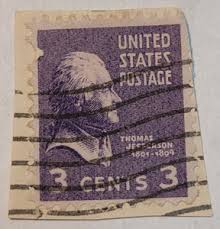 UNITED
STATES
POSTAGE
THOMAS
JEFFERSON
1801-1809
3 CENTS 3